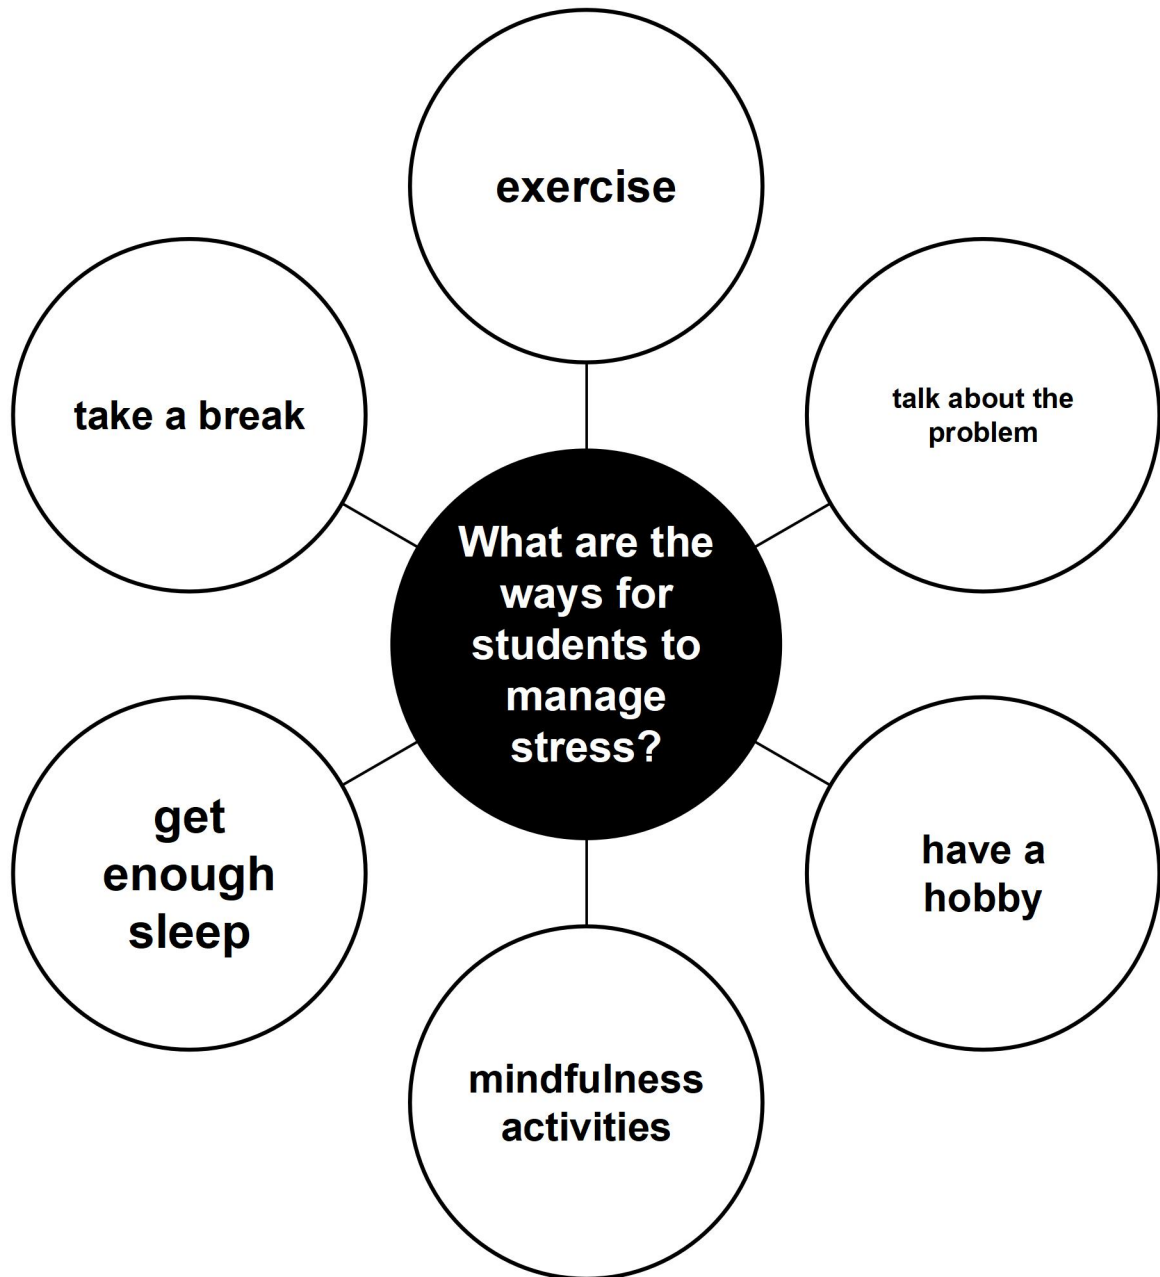 exercise
take a break
talk about the
problem
What are the
ways for
students to
manage
stress?
get
enough
sleep
have a
hobby
mindfulness
activities